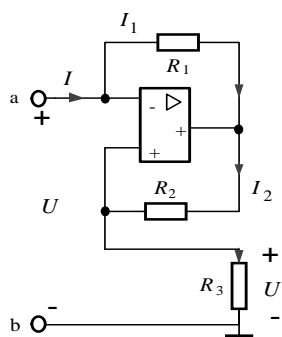 I₁
R₁
I
a
+
-
▷
+
+
R₂
I₂
U
+
R₃
U
-
-
b